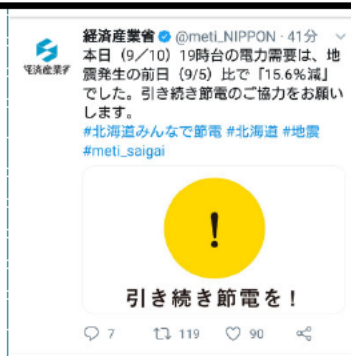 経済産業省 @meti_NIPPON · 41分
本日（9／10）19時台の電力需要は、地
震発生の前日（9/5）比で「15.6%減」
でした。引き続き節電のご協力をお願い
します。
#北海道みんなで節電 #北海道 #地震
#meti_saigai
経済産業省
!
引き続き節電を！
7 119 90